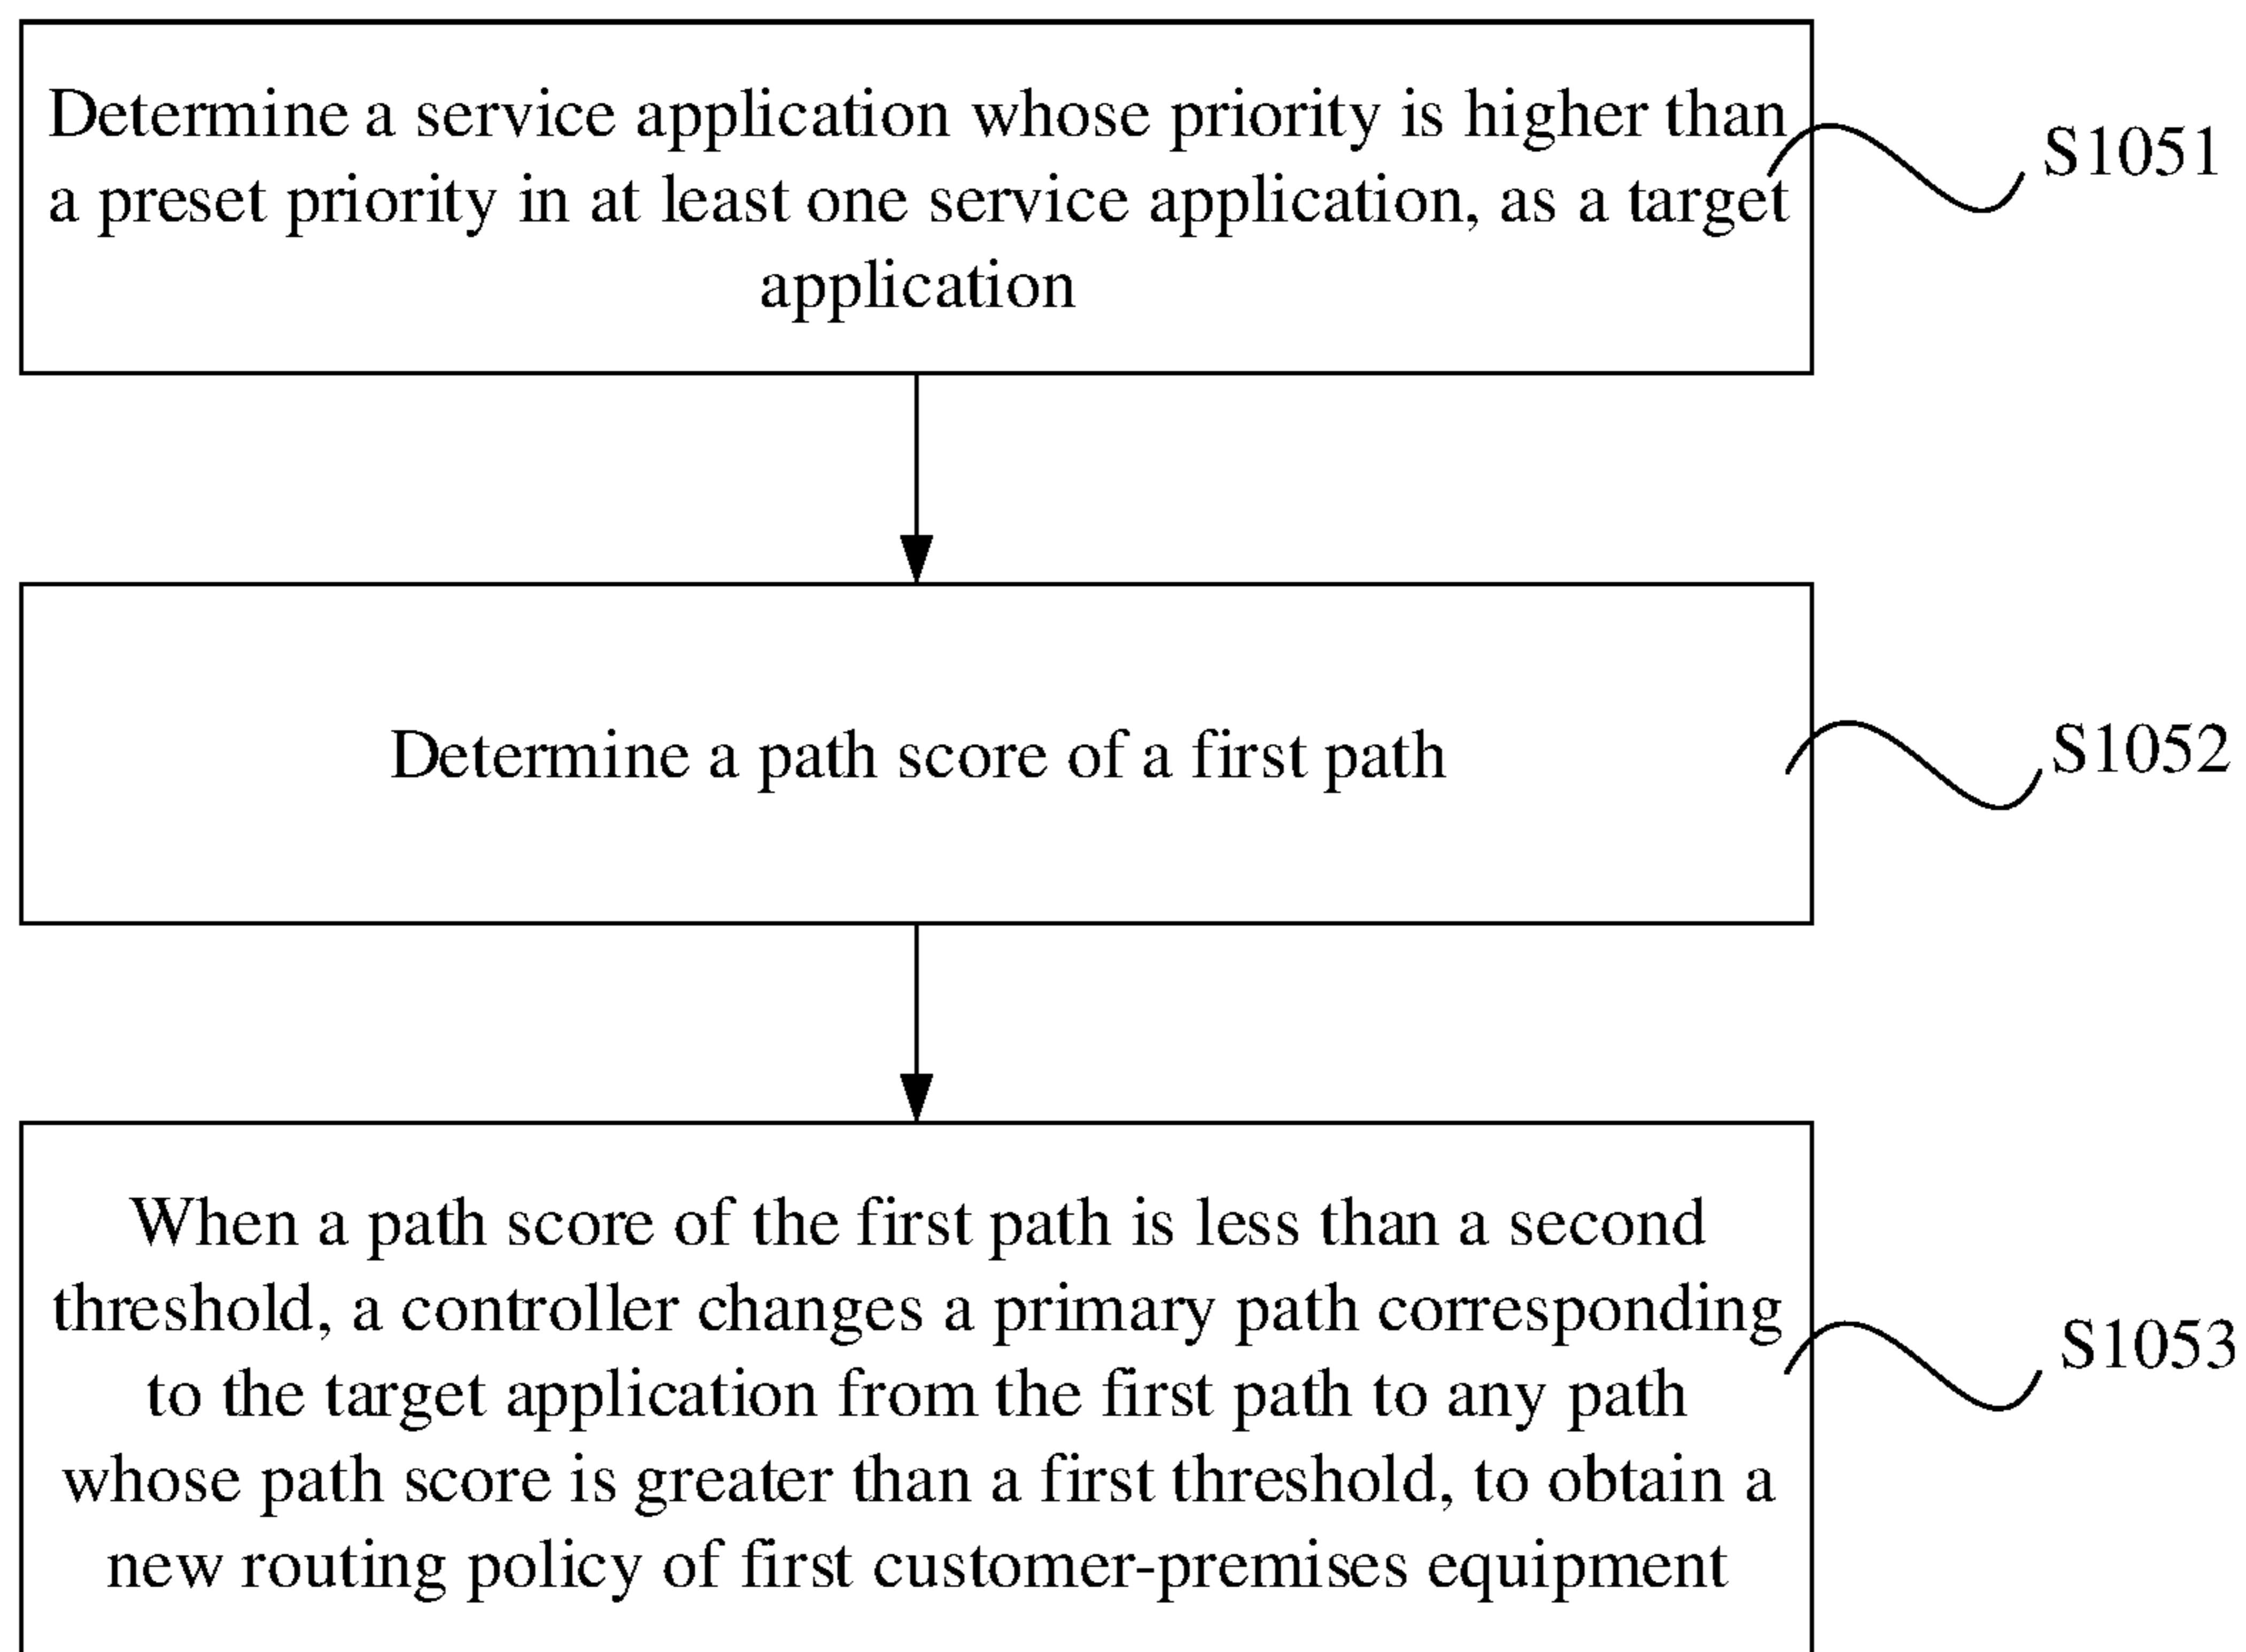 Determine a service application whose priority is higher than
a preset priority in at least one service application, as a target
application
S1051
Determine a path score of a first path
S1052
When a path score of the first path is less than a second
threshold, a controller changes a primary path corresponding
to the target application from the first path to any path
whose path score is greater than a first threshold, to obtain a
new routing policy of first customer-premises equipment
S1053